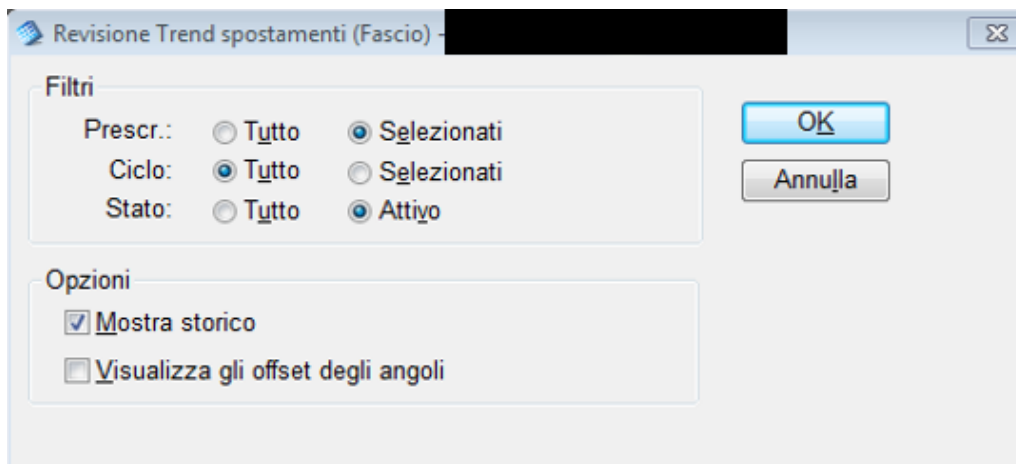 Revisione Trend spostamenti (Fascio) -
Filtri
Prescr.: Tutto Selezionati
Ciclo: Tutto Selezionati
Stato: Tutto Attivo
OK
Annulla
Opzioni
Mostra storico
Visualizza gli offset degli angoli